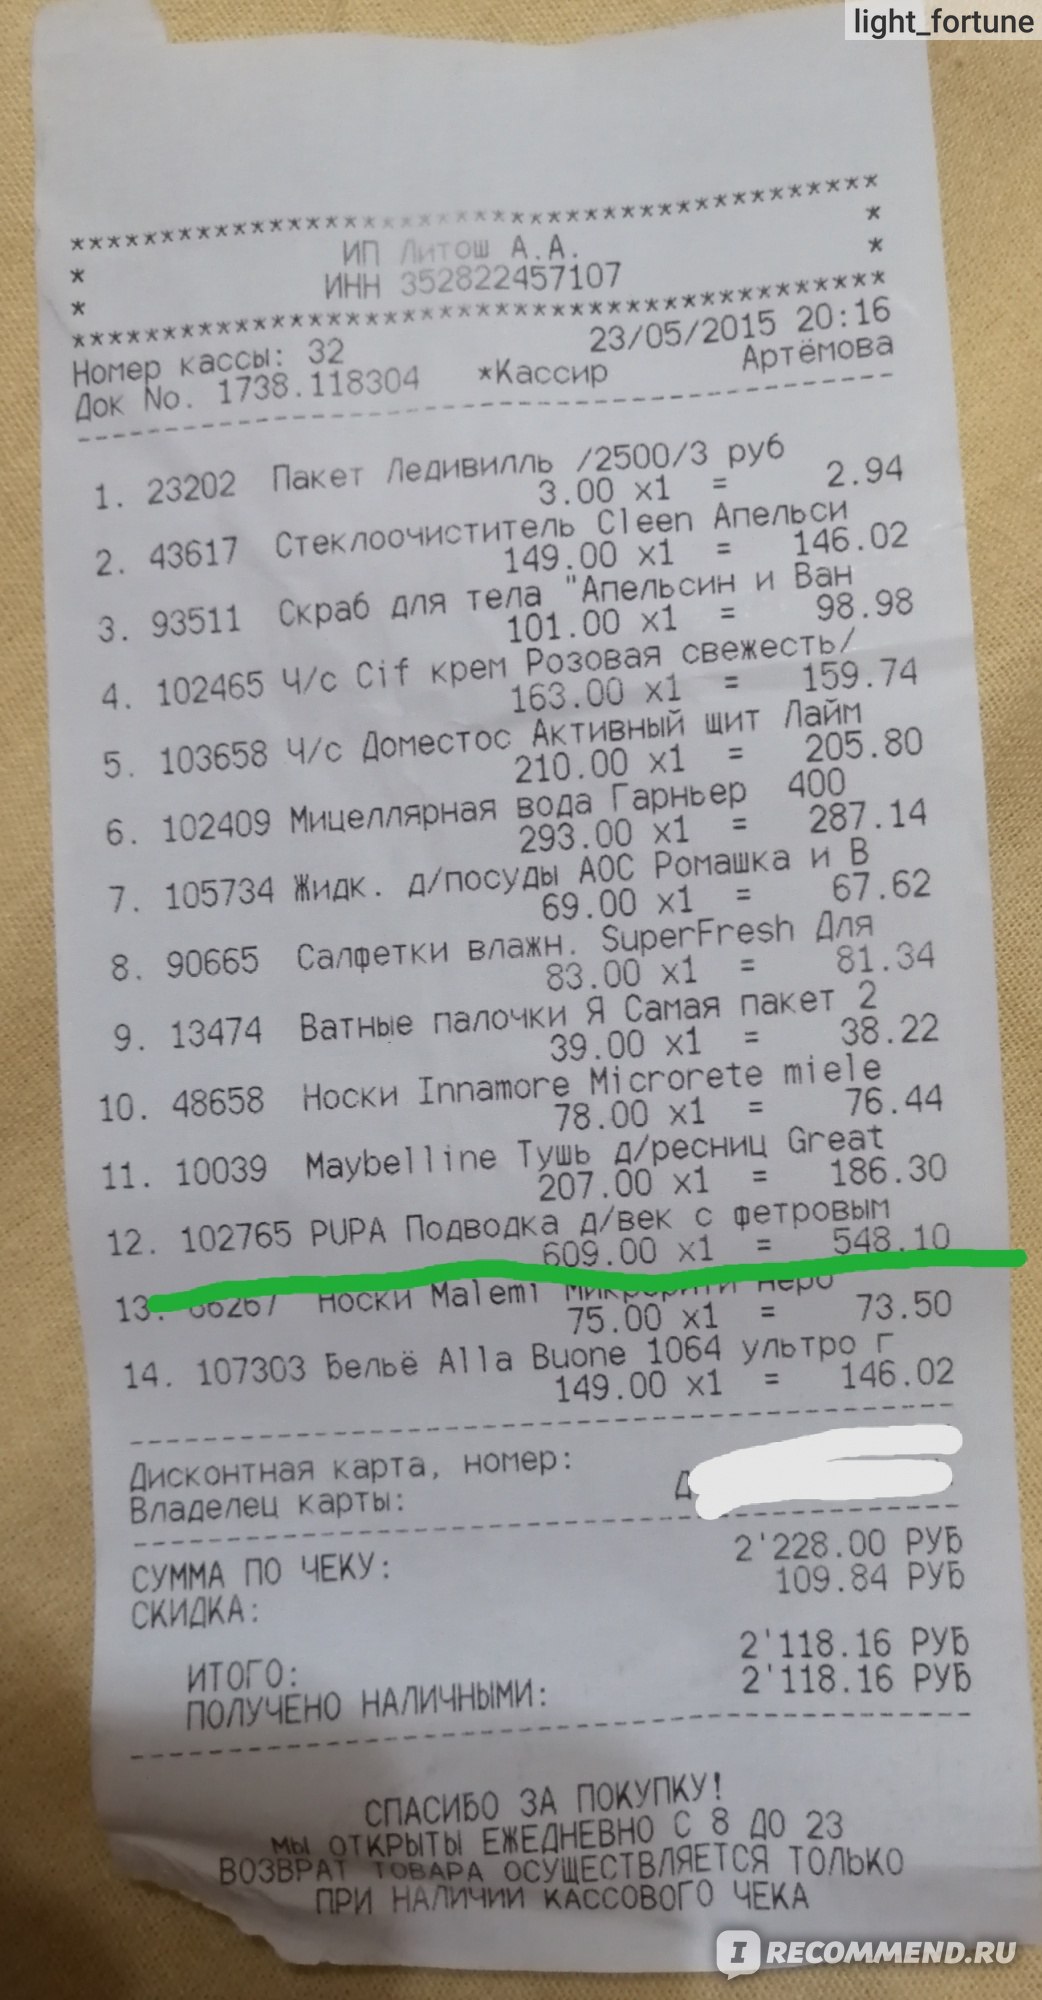 light_fortune
*******************************************
* ИП Литош А.А. *
* ИНН 352822457107 *
*******************************************
Номер кассы: 32 23/05/2015 20:16
Док No. 1738.118304 *Кассир Артёмова
1. 23202 Пакет Ледивилль /2500/3 руб
3.00 x1 = 2.94
2. 43617 Стеклоочиститель Cleen Апельси
149.00 x1 = 146.02
3. 93511 Скраб для тела "Апельсин и Ван
101.00 x1 = 98.98
4. 102465 Ч/с Cif крем Розовая свежесть/
163.00 x1 = 159.74
5. 103658 Ч/с Доместос Активный щит Лайм
210.00 x1 = 205.80
6. 102409 Мицеллярная вода Гарньер 400
293.00 x1 = 287.14
7. 105734 Жидк. д/посуды АОС Ромашка и В
69.00 x1 = 67.62
8. 90665 Салфетки влажн. SuperFresh Для
83.00 x1 = 81.34
9. 13474 Ватные палочки Я Самая пакет 2
39.00 x1 = 38.22
10. 48658 Носки Innamore Microrete miele
78.00 x1 = 76.44
11. 10039 Maybelline Тушь д/ресниц Great
207.00 x1 = 186.30
12. 102765 PUPA Подводка д/век с фетровым
609.00 x1 = 548.10
13. Носки Malemi
75.00 x1 = 73.50
14. 107303 Бельё Alla Buone 1064 ультро г
149.00 x1 = 146.02
Дисконтная карта, номер:
Владелец карты:
СУММА ПО ЧЕКУ: 2'228.00 РУБ
СКИДКА: 109.84 РУБ
ИТОГО: 2'118.16 РУБ
ПОЛУЧЕНО НАЛИЧНЫМИ: 2'118.16 РУБ
СПАСИБО ЗА ПОКУПКУ!
МЫ ОТКРЫТЫ ЕЖЕДНЕВНО С 8 ДО 23
ВОЗВРАТ ТОВАРА ОСУЩЕСТВЛЯЕТСЯ ТОЛЬКО
ПРИ НАЛИЧИИ КАССОВОГО ЧЕКА
IRECOMMEND.RU